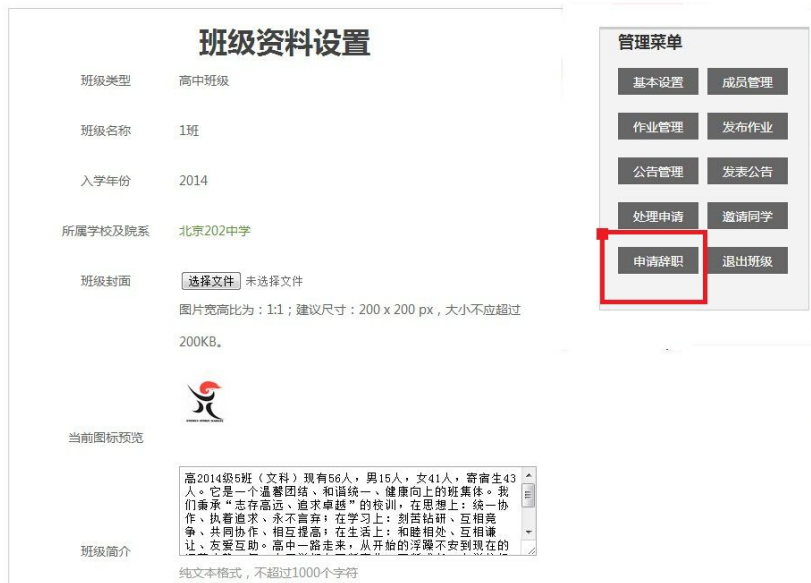 班级资料设置
班级类型 高中班级
班级名称 1班
入学年份 2014
所属学校及院系 北京202中学
班级封面 选择文件 未选择文件
图片宽高比为：1:1；建议尺寸：200 x 200 px，大小不应超过
200KB。
当前图标预览
高2014级5班（文科）现有56人，男15人，女41人，寄宿生43
人。它是一个温馨团结、和谐统一、健康向上的班集体。我
们秉承“志存高远、追求卓越”的校训，在思想上：统一协
作、执着追求、永不言弃；在学习上：刻苦钻研、互相竞
争、共同协作、相互提高；在生活上：和睦相处、互相谦
让、友爱互助。高中一路走来，从开始的浮躁不安到现在的
班级简介
纯文本格式，不超过1000个字符
管理菜单
基本设置 成员管理
作业管理 发布作业
公告管理 发表公告
处理申请 邀请同学
申请辞职 退出班级